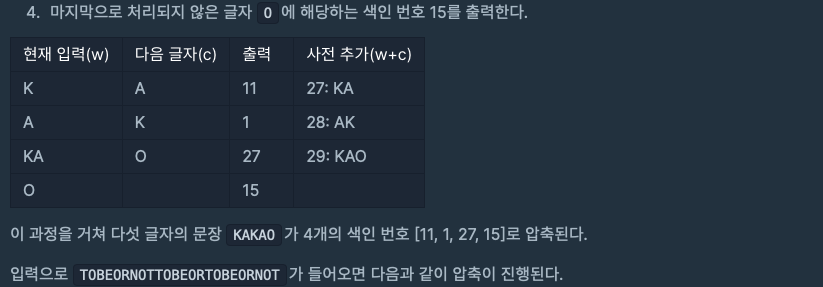 4. 마지막으로 처리되지 않은 글자 O 에 해당하는 색인 번호 15를 출력한다.
현재 입력(w) 다음 글자(c) 출력 사전 추가(w+c)
K A 11 27: KA
A K 1 28: AK
KA O 27 29: KAO
O 15
이 과정을 거쳐 다섯 글자의 문장 KAKAO 가 4개의 색인 번호 [11, 1, 27, 15]로 압축된다.
입력으로 TOBEORNOTTOBEORTOBEORNOT 가 들어오면 다음과 같이 압축이 진행된다.